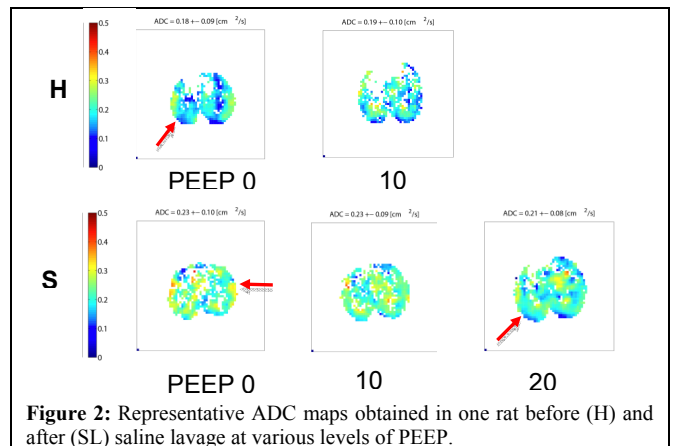 ADC = 0.18 +− 0.09 [cm ²/s]
ADC = 0.19 +− 0.10 [cm ²/s]
0.5
0.4
H
0.3
0.2
0.1
0
PEEP 0
10
ADC = 0.23 +− 0.10 [cm ²/s]
ADC = 0.23 +− 0.09 [cm ²/s]
ADC = 0.21 +− 0.08 [cm ²/s]
0.5
0.4
0.3
S
0.2
0.1
0
PEEP 0
10
20
Figure 2: Representative ADC maps obtained in one rat before (H) and
after (SL) saline lavage at various levels of PEEP.